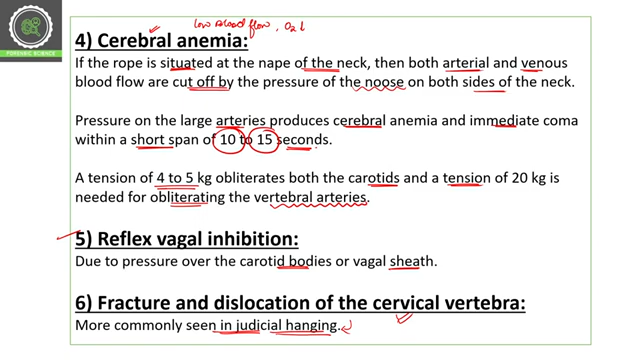 low Blood flow, O2 ↓
4) Cerebral anemia:
If the rope is situated at the nape of the neck, then both arterial and venous
blood flow are cut off by the pressure of the noose on both sides of the neck.
Pressure on the large arteries produces cerebral anemia and immediate coma
within a short span of 10 to 15 seconds.
A tension of 4 to 5 kg obliterates both the carotids and a tension of 20 kg is
needed for obliterating the vertebral arteries.
5) Reflex vagal inhibition:
Due to pressure over the carotid bodies or vagal sheath.
6) Fracture and dislocation of the cervical vertebra:
More commonly seen in judicial hanging.
FORENSIC SCIENCE